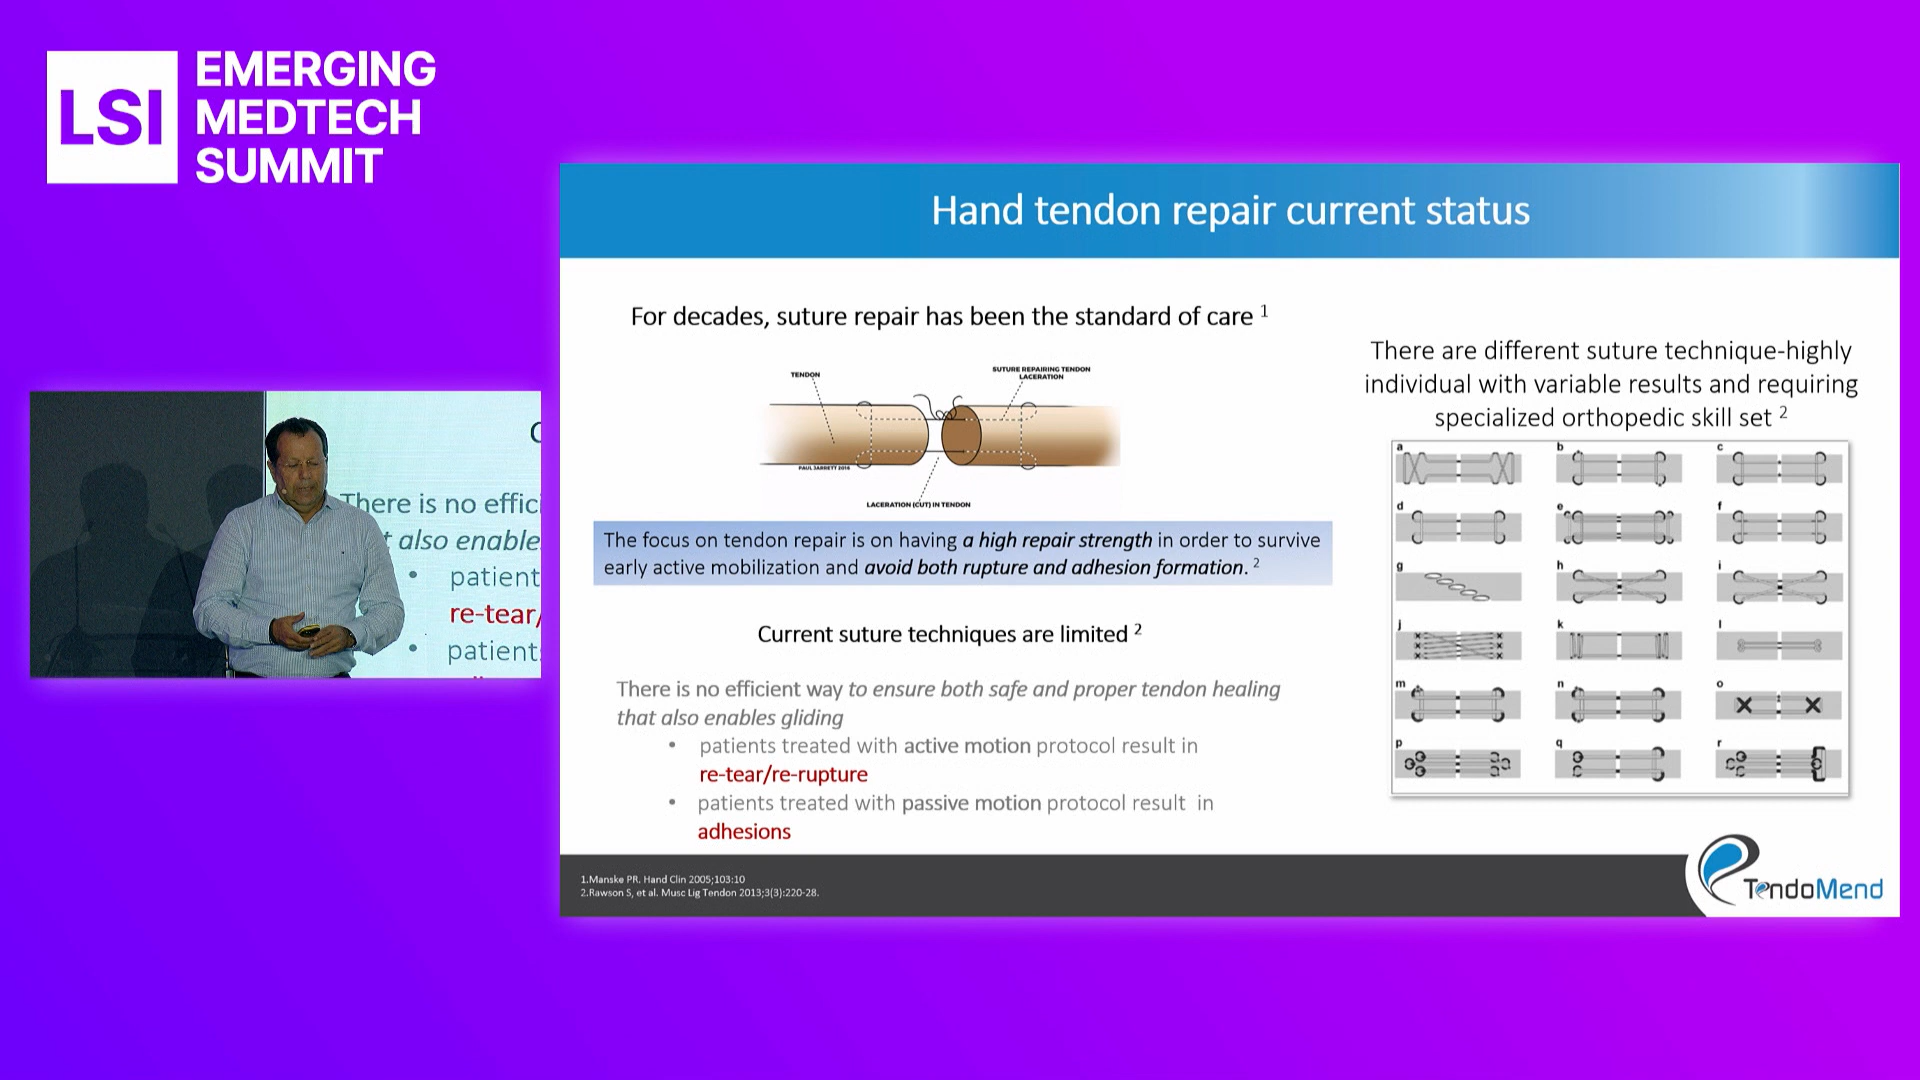 LSI
EMERGING
MEDTECH
SUMMIT
There is no effici
also enable
• patient
re-tear/
• patient
Hand tendon repair current status
For decades, suture repair has been the standard of care 1
TENDON
SUTURE REPAIRING TENDON
LACERATION
PAUL JARRETT 2016
LACERATION (CUT) IN TENDON
The focus on tendon repair is on having a high repair strength in order to survive
early active mobilization and avoid both rupture and adhesion formation. 2
Current suture techniques are limited 2
There is no efficient way to ensure both safe and proper tendon healing
that also enables gliding
• patients treated with active motion protocol result in
re-tear/re-rupture
• patients treated with passive motion protocol result in
adhesions
There are different suture technique-highly
individual with variable results and requiring
specialized orthopedic skill set 2
a b c
d e f
g h i
j k l
m n o
p q r
1.Manske PR. Hand Clin 2005;103:10
2.Rawson S, et al. Musc Lig Tendon 2013;3(3):220-28.
TendoMend